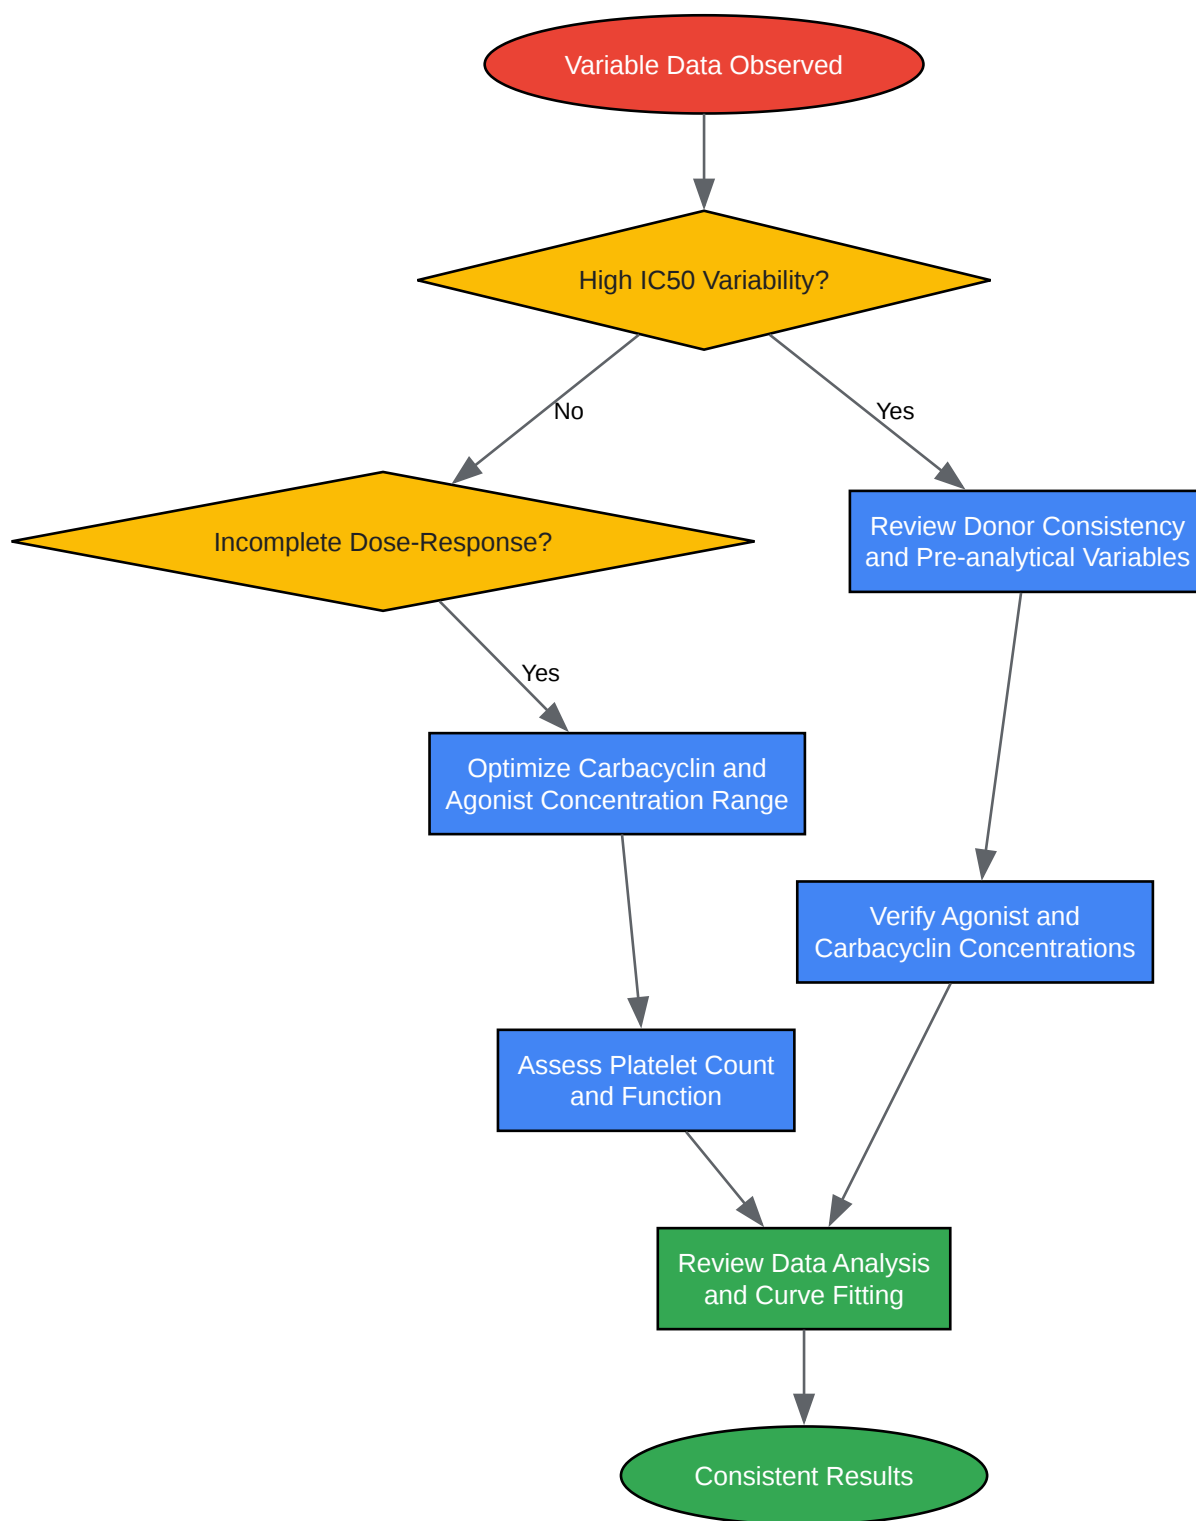 Variable Data Observed
High IC50 Variability?
No
Yes
Incomplete Dose-Response?
Review Donor Consistency
and Pre-analytical Variables
Yes
Optimize Carbacyclin and
Agonist Concentration Range
Verify Agonist and
Carbacyclin Concentrations
Assess Platelet Count
and Function
Review Data Analysis
and Curve Fitting
Consistent Results